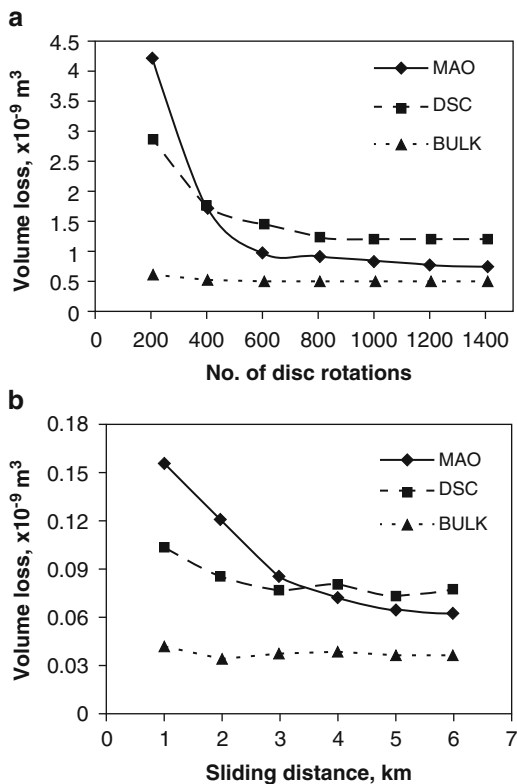 a
4.5
4
3.5
3
2.5
2
1.5
1
0.5
0
Volume loss, x10⁻⁹ m³
MAO
DSC
BULK
0 200 400 600 800 1000 1200 1400
No. of disc rotations
b
0.18
0.15
0.12
0.09
0.06
0.03
0
Volume loss, x10⁻⁹ m³
MAO
DSC
BULK
0 1 2 3 4 5 6 7
Sliding distance, km